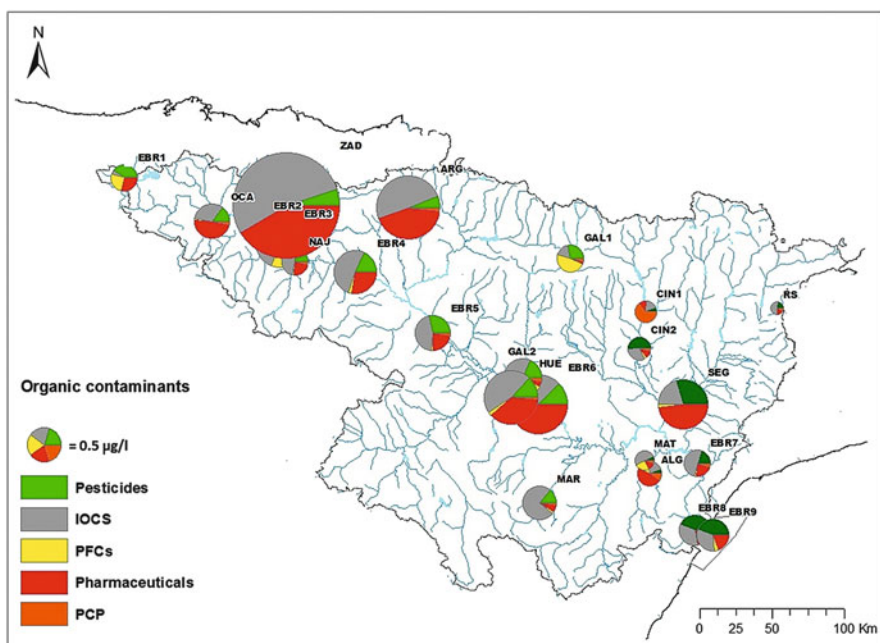 N
ZAD
EBR1
ARG
OCA
EBR2
EBR3
NAJ
EBR4
GAL1
CIN1
RS
EBR5
CIN2
GAL2
HUE
EBR6
SEG
Organic contaminants
= 0.5 µg/l
MAT
EBR7
ALG
Pesticides
MAR
IOCS
EBR8
EBR9
PFCs
Pharmaceuticals
PCP
0 25 50 100 Km